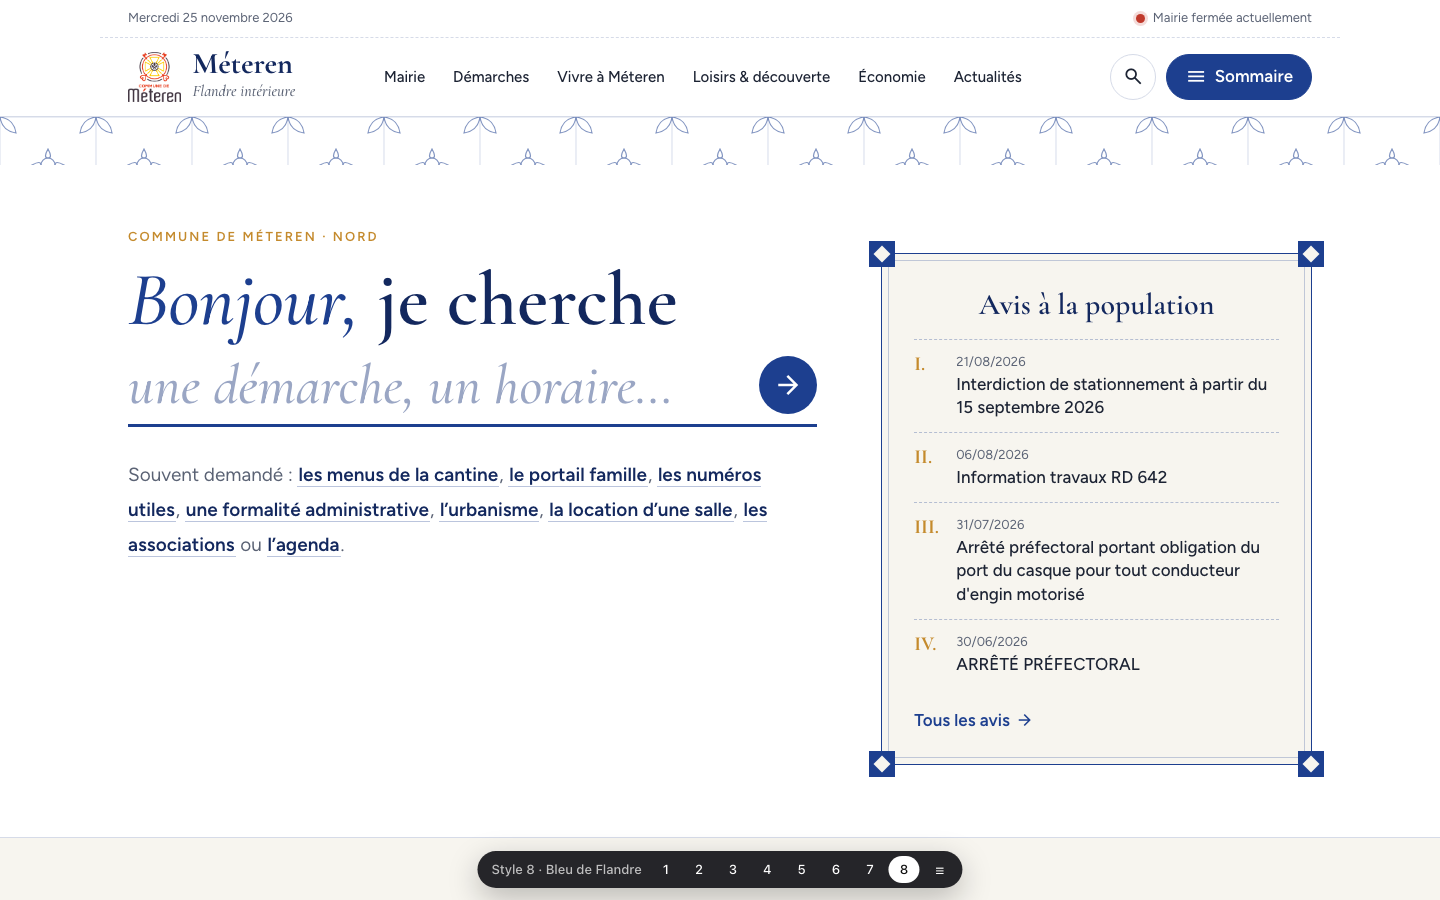 Mercredi 25 novembre 2026
Mairie fermée actuellement
Méteren
Méteren
Flandre intérieure
Mairie
Démarches
Vivre à Méteren
Loisirs & découverte
Économie
Actualités
Sommaire
COMMUNE DE MÉTEREN · NORD
Bonjour, je cherche
une démarche, un horaire...
Souvent demandé : les menus de la cantine, le portail famille, les numéros
utiles, une formalité administrative, l’urbanisme, la location d’une salle, les
associations ou l’agenda.
Avis à la population
I.
21/08/2026
Interdiction de stationnement à partir du
15 septembre 2026
II.
06/08/2026
Information travaux RD 642
III.
31/07/2026
Arrêté préfectoral portant obligation du
port du casque pour tout conducteur
d'engin motorisé
IV.
30/06/2026
ARRÊTÉ PRÉFECTORAL
Tous les avis
Style 8 · Bleu de Flandre 1 2 3 4 5 6 7 8